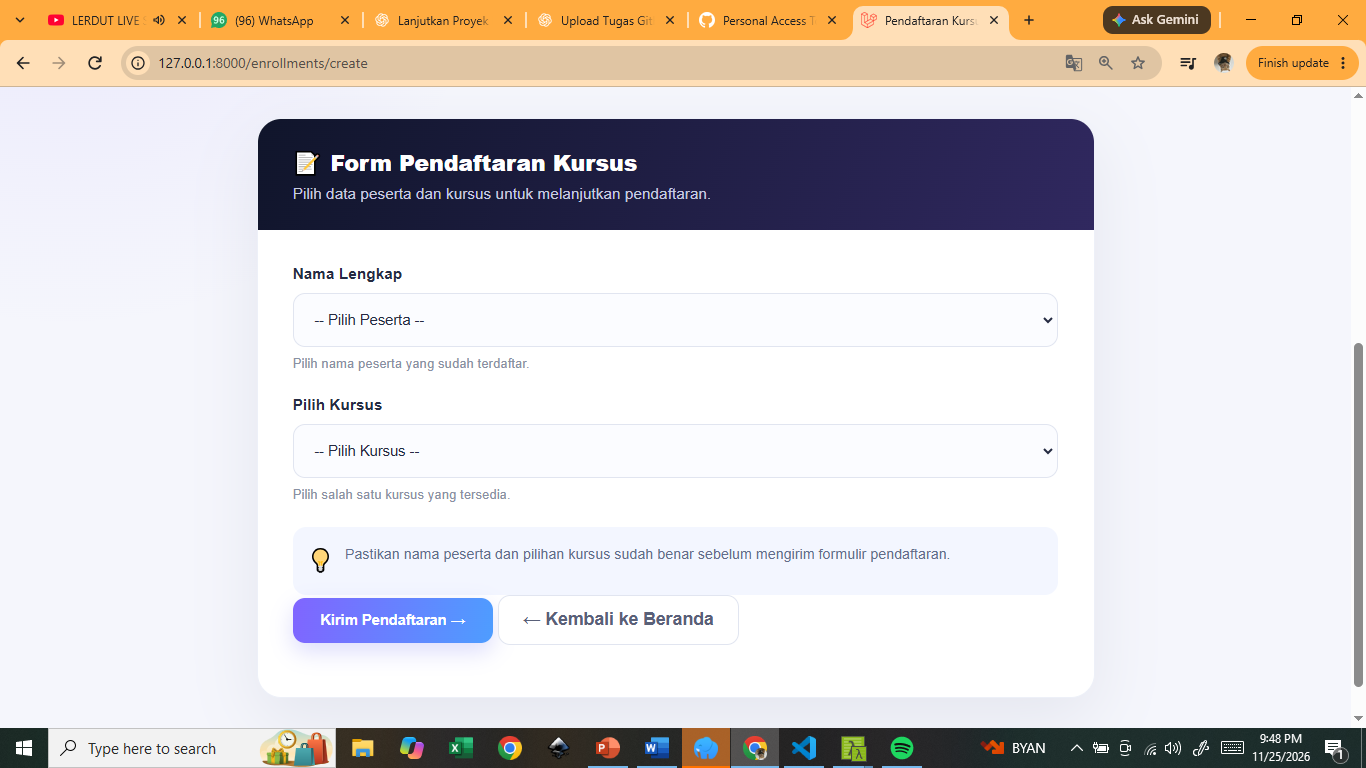 LERDUT LIVE
96
(96) WhatsApp
Lanjutkan Proyek
Upload Tugas Git
Personal Access T
Pendaftaran Kursu
Ask Gemini
127.0.0.1:8000/enrollments/create
Finish update
Form Pendaftaran Kursus
Pilih data peserta dan kursus untuk melanjutkan pendaftaran.
Nama Lengkap
-- Pilih Peserta --
Pilih nama peserta yang sudah terdaftar.
Pilih Kursus
-- Pilih Kursus --
Pilih salah satu kursus yang tersedia.
Pastikan nama peserta dan pilihan kursus sudah benar sebelum mengirim formulir pendaftaran.
Kirim Pendaftaran →
← Kembali ke Beranda
Type here to search
BYAN
9:48 PM
11/25/2026
1